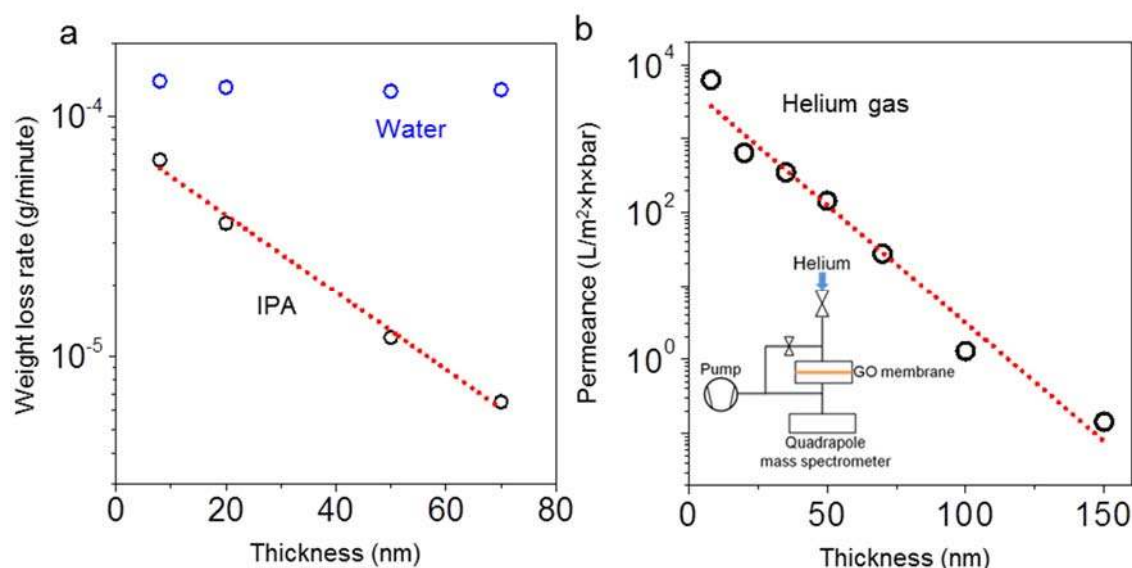 a
Weight loss rate (g/minute)
10⁻⁴
10⁻⁵
Water
IPA
0 20 40 60 80
Thickness (nm)
b
Permeance (L/m²×h×bar)
10⁴
10²
10⁰
Helium gas
Helium
Pump
GO membrane
Quadrapole
mass spectrometer
0 50 100 150
Thickness (nm)